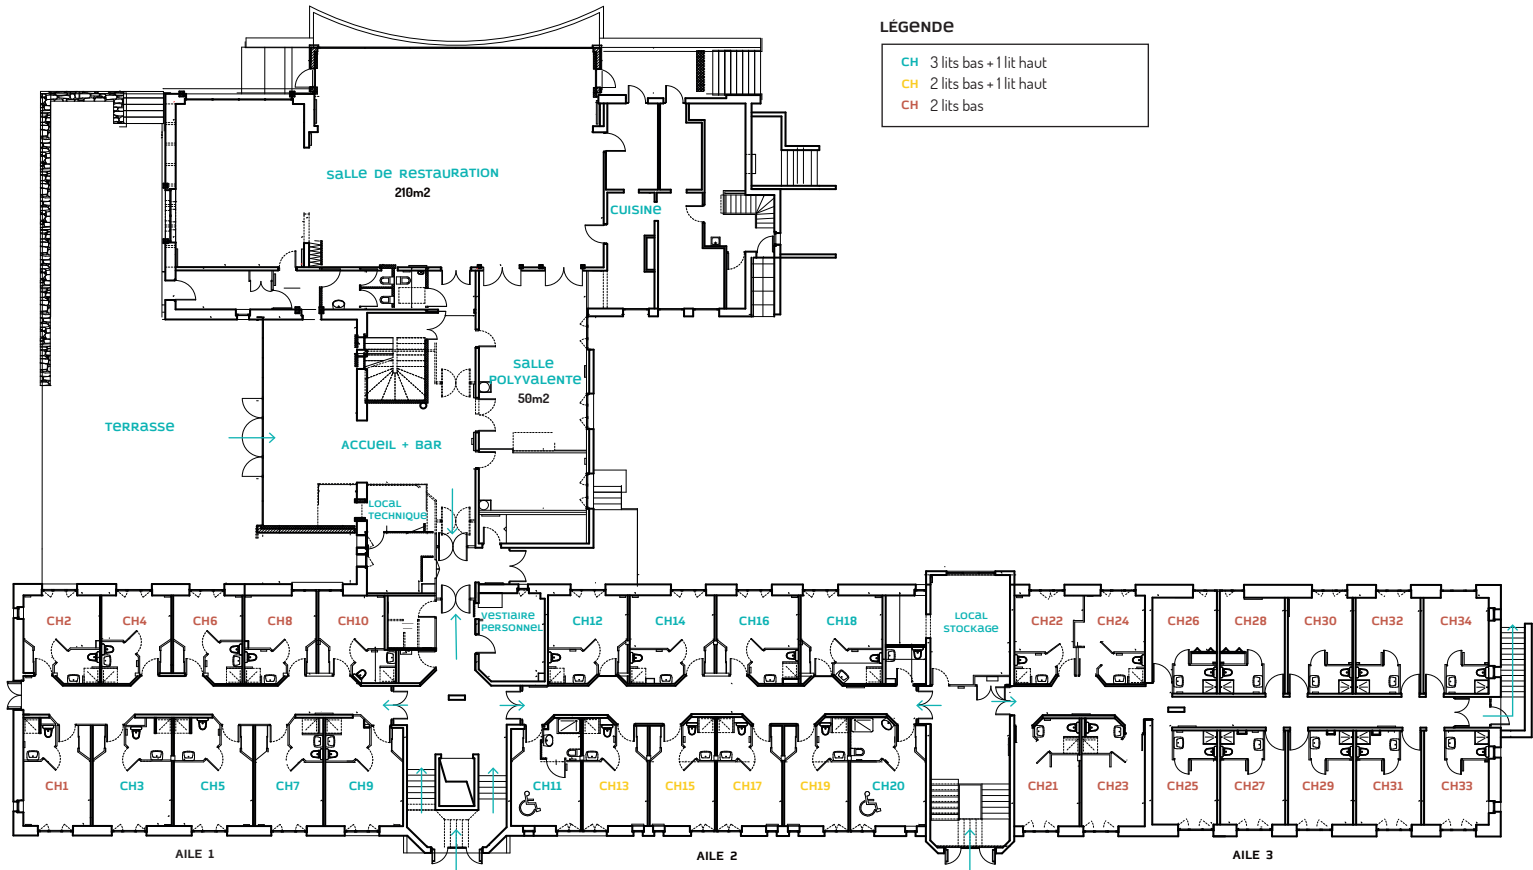 LÉGENDE
CH 3 lits bas + 1 lit haut
CH 2 lits bas + 1 lit haut
CH 2 lits bas
SALLE DE RESTAURATION
210m2
CUISINE
SALLE
POLYVALENTE
50m2
TERRASSE
ACCUEIL + BAR
LOCAL
TECHNIQUE
VESTIAIRE
PERSONNEL
LOCAL
STOCKAGE
CH2 CH4 CH6 CH8 CH10 CH12 CH14 CH16 CH18 CH22 CH24 CH26 CH28 CH30 CH32 CH34
CH1 CH3 CH5 CH7 CH9 CH11 CH13 CH15 CH17 CH19 CH20 CH21 CH23 CH25 CH27 CH29 CH31 CH33
AILE 1 AILE 2 AILE 3